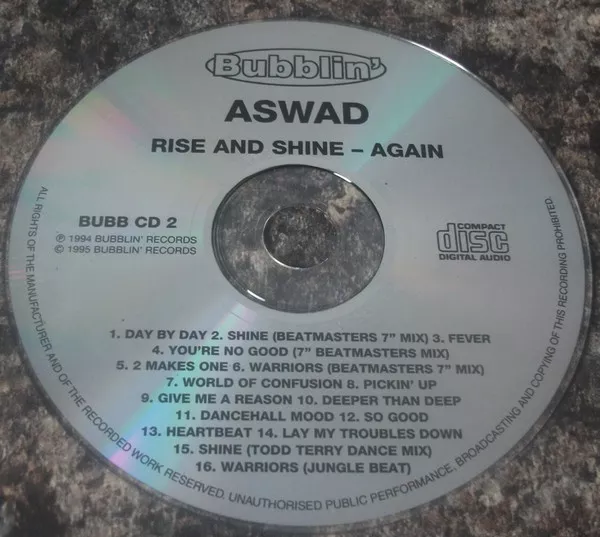 Bubblin'
ASWAD
RISE AND SHINE – AGAIN
BUBB CD 2
℗ 1994 BUBBLIN' RECORDS
© 1995 BUBBLIN' RECORDS
COMPACT
disc
DIGITAL AUDIO
1. DAY BY DAY 2. SHINE (BEATMASTERS 7” MIX) 3. FEVER
4. YOU'RE NO GOOD (7” BEATMASTERS MIX)
5. 2 MAKES ONE 6. WARRIORS (BEATMASTERS 7” MIX)
7. WORLD OF CONFUSION 8. PICKIN' UP
9. GIVE ME A REASON 10. DEEPER THAN DEEP
11. DANCEHALL MOOD 12. SO GOOD
13. HEARTBEAT 14. LAY MY TROUBLES DOWN
15. SHINE (TODD TERRY DANCE MIX)
16. WARRIORS (JUNGLE BEAT)
ALL RIGHTS OF THE MANUFACTURER AND OF THE RECORDED WORK RESERVED. UNAUTHORISED PUBLIC PERFORMANCE, BROADCASTING AND COPYING OF THIS RECORDING PROHIBITED.